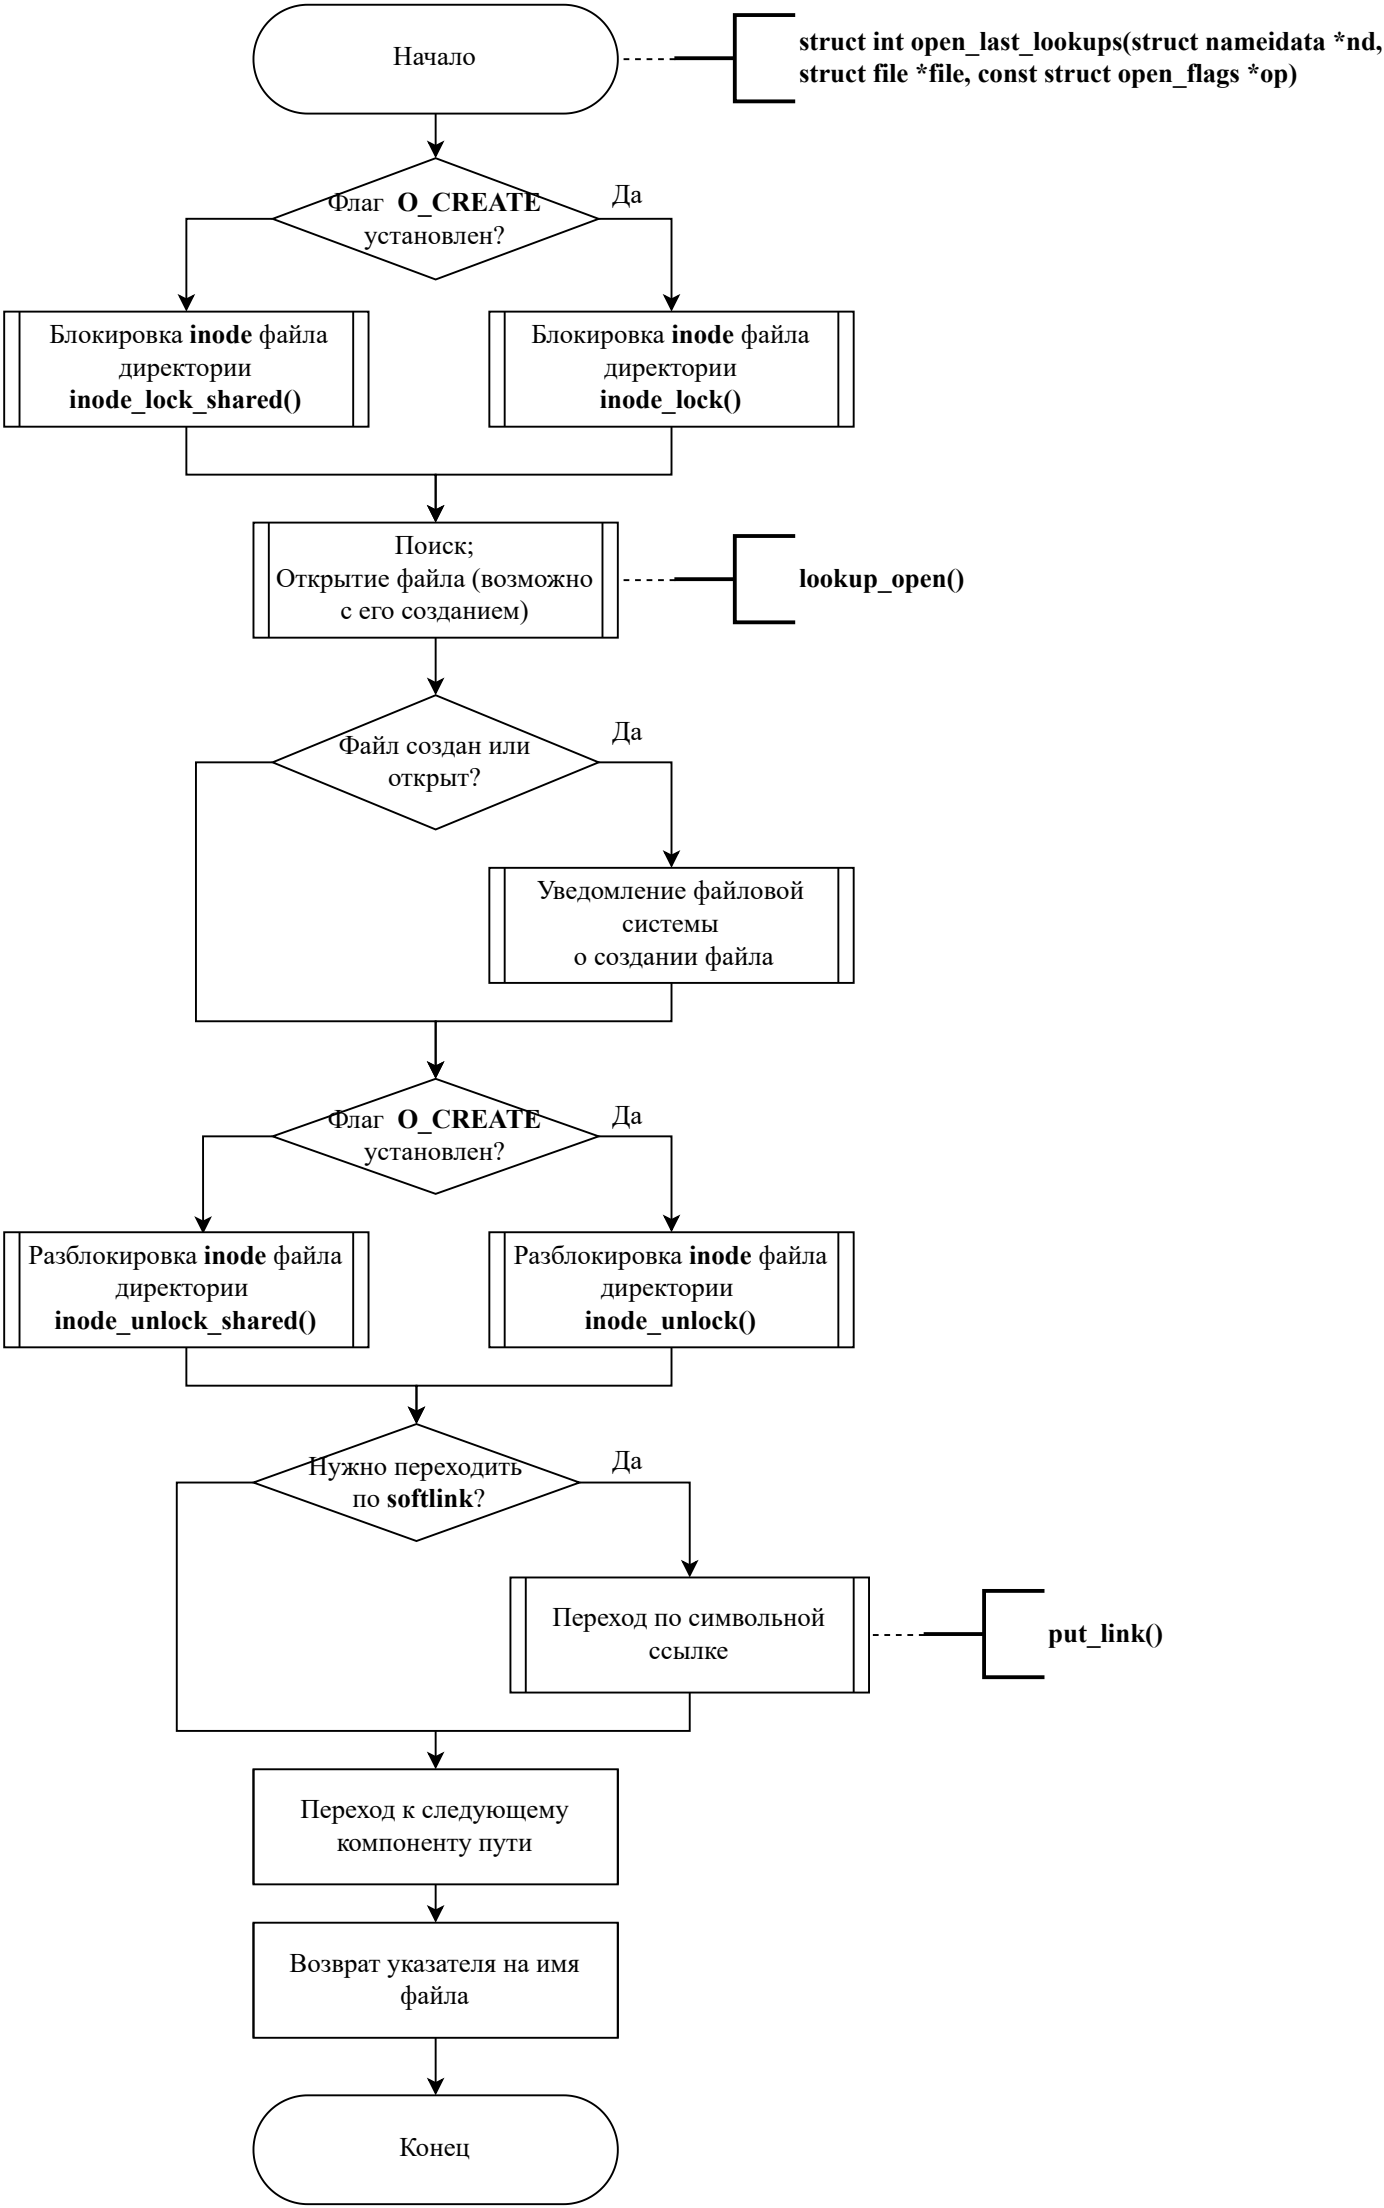 Начало
struct int open_last_lookups(struct nameidata *nd,
struct file *file, const struct open_flags *op)
Флаг O_CREATE
установлен?
Да
Блокировка inode файла
директории
inode_lock_shared()
Блокировка inode файла
директории
inode_lock()
Поиск;
Открытие файла (возможно
с его созданием)
lookup_open()
Файл создан или
открыт?
Да
Уведомление файловой
системы
о создании файла
Флаг O_CREATE
установлен?
Да
Разблокировка inode файла
директории
inode_unlock_shared()
Разблокировка inode файла
директории
inode_unlock()
Нужно переходить
по softlink?
Да
Переход по символьной
ссылке
put_link()
Переход к следующему
компоненту пути
Возврат указателя на имя
файла
Конец